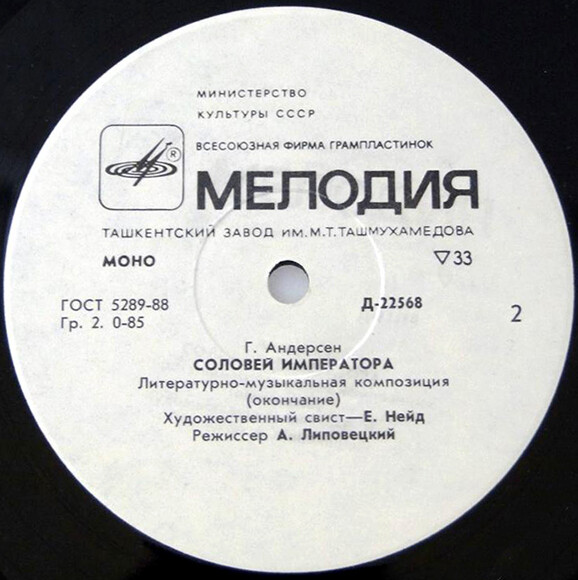 МИНИСТЕРСТВО
КУЛЬТУРЫ СССР
ВСЕСОЮЗНАЯ ФИРМА ГРАМПЛАСТИНОК
®
МЕЛОДИЯ
ТАШКЕНТСКИЙ ЗАВОД ИМ. М.Т.ТАШМУХАМЕДОВА
МОНО ▽33
ГОСТ 5289-88 Д-22568
Гр. 2. 0-85 2
Г. Андерсен
СОЛОВЕЙ ИМПЕРАТОРА
Литературно-музыкальная композиция
(окончание)
Художественный свист—Е. Нейд
Режиссер А. Липовецкий